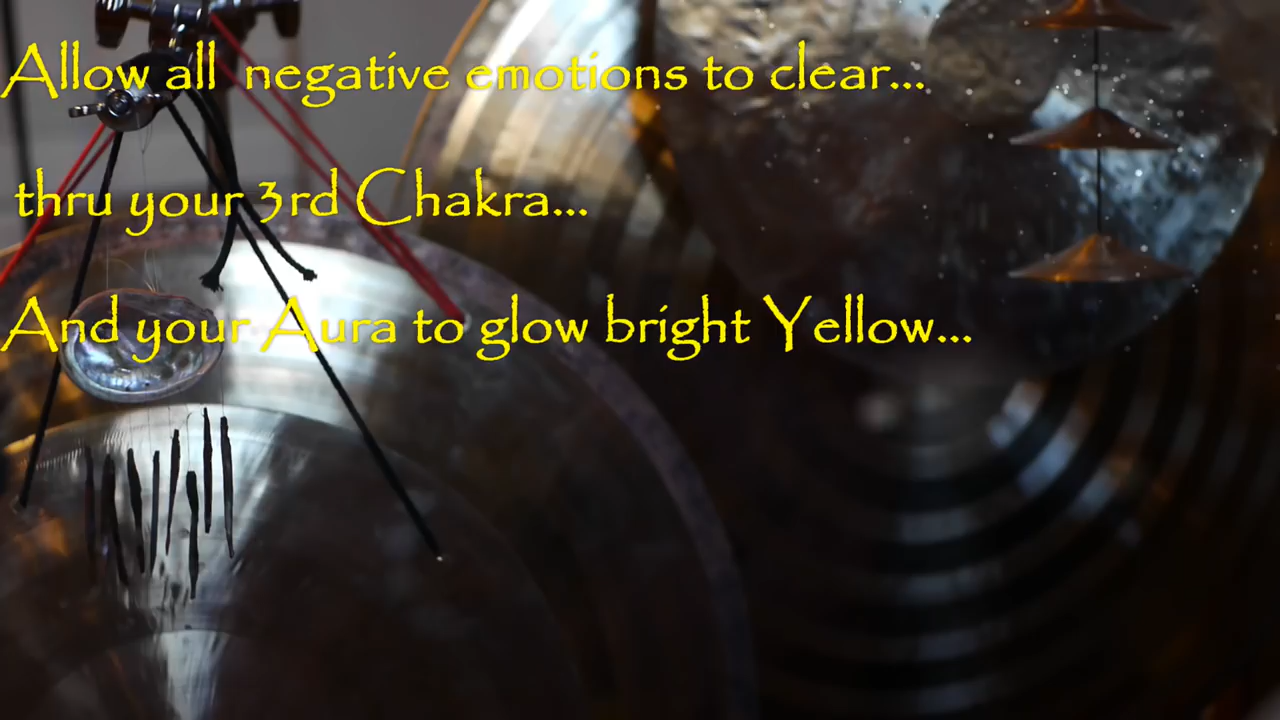 Allow all  negative emotions to clear...
thru your 3rd Chakra...
And your Aura to glow bright Yellow...